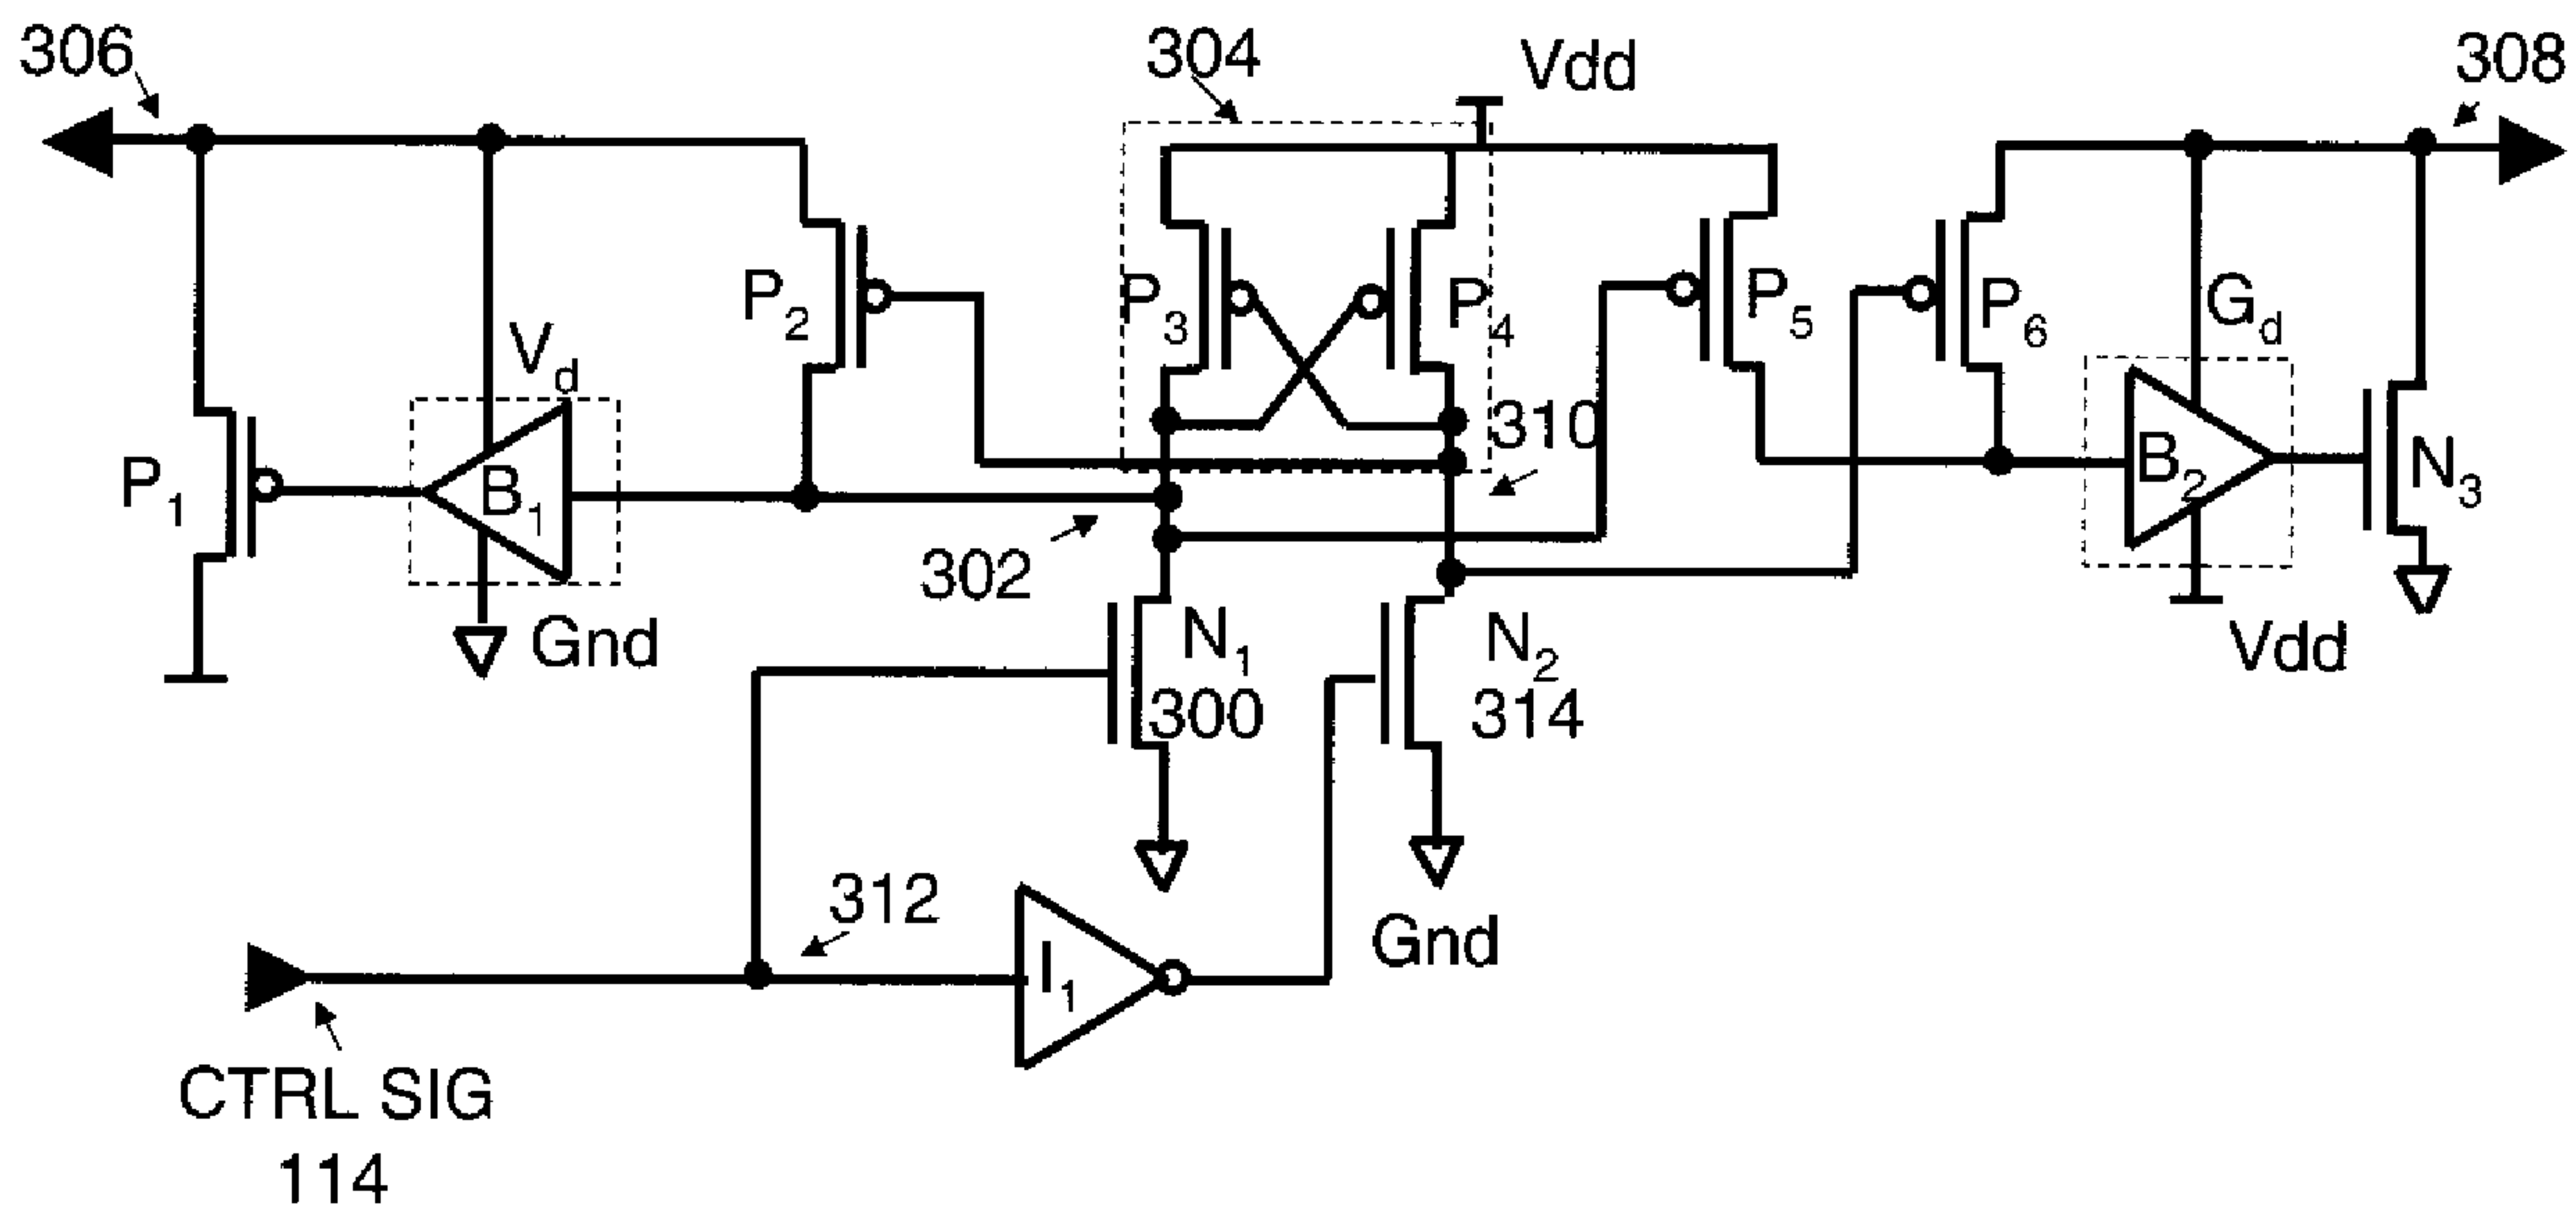 306
304
Vdd
308
P2
P3
P4
P5
P6
Gd
Vd
P1
B1
310
B2
N3
302
Gnd
N1
300
N2
314
Vdd
312
Gnd
I1
CTRL SIG
114